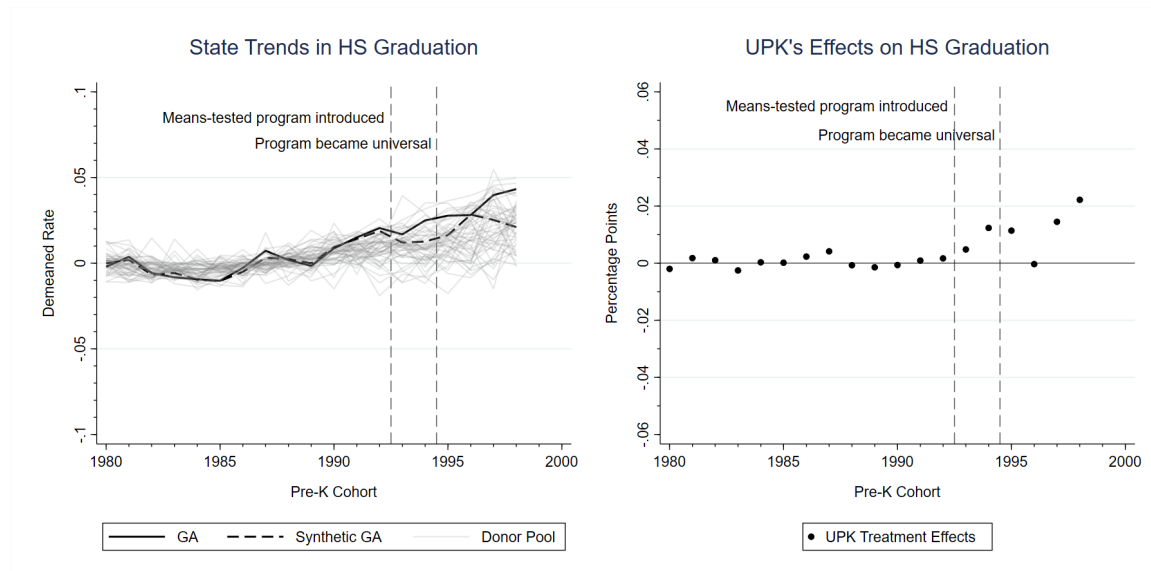 State Trends in HS Graduation
Means-tested program introduced
Program became universal
Demeaned Rate
.1
.05
0
-.05
-.1
1980
1985
1990
1995
2000
Pre-K Cohort
GA
Synthetic GA
Donor Pool
UPK's Effects on HS Graduation
Means-tested program introduced
Program became universal
Percentage Points
.06
.04
.02
0
-.02
-.04
-.06
1980
1985
1990
1995
2000
Pre-K Cohort
UPK Treatment Effects